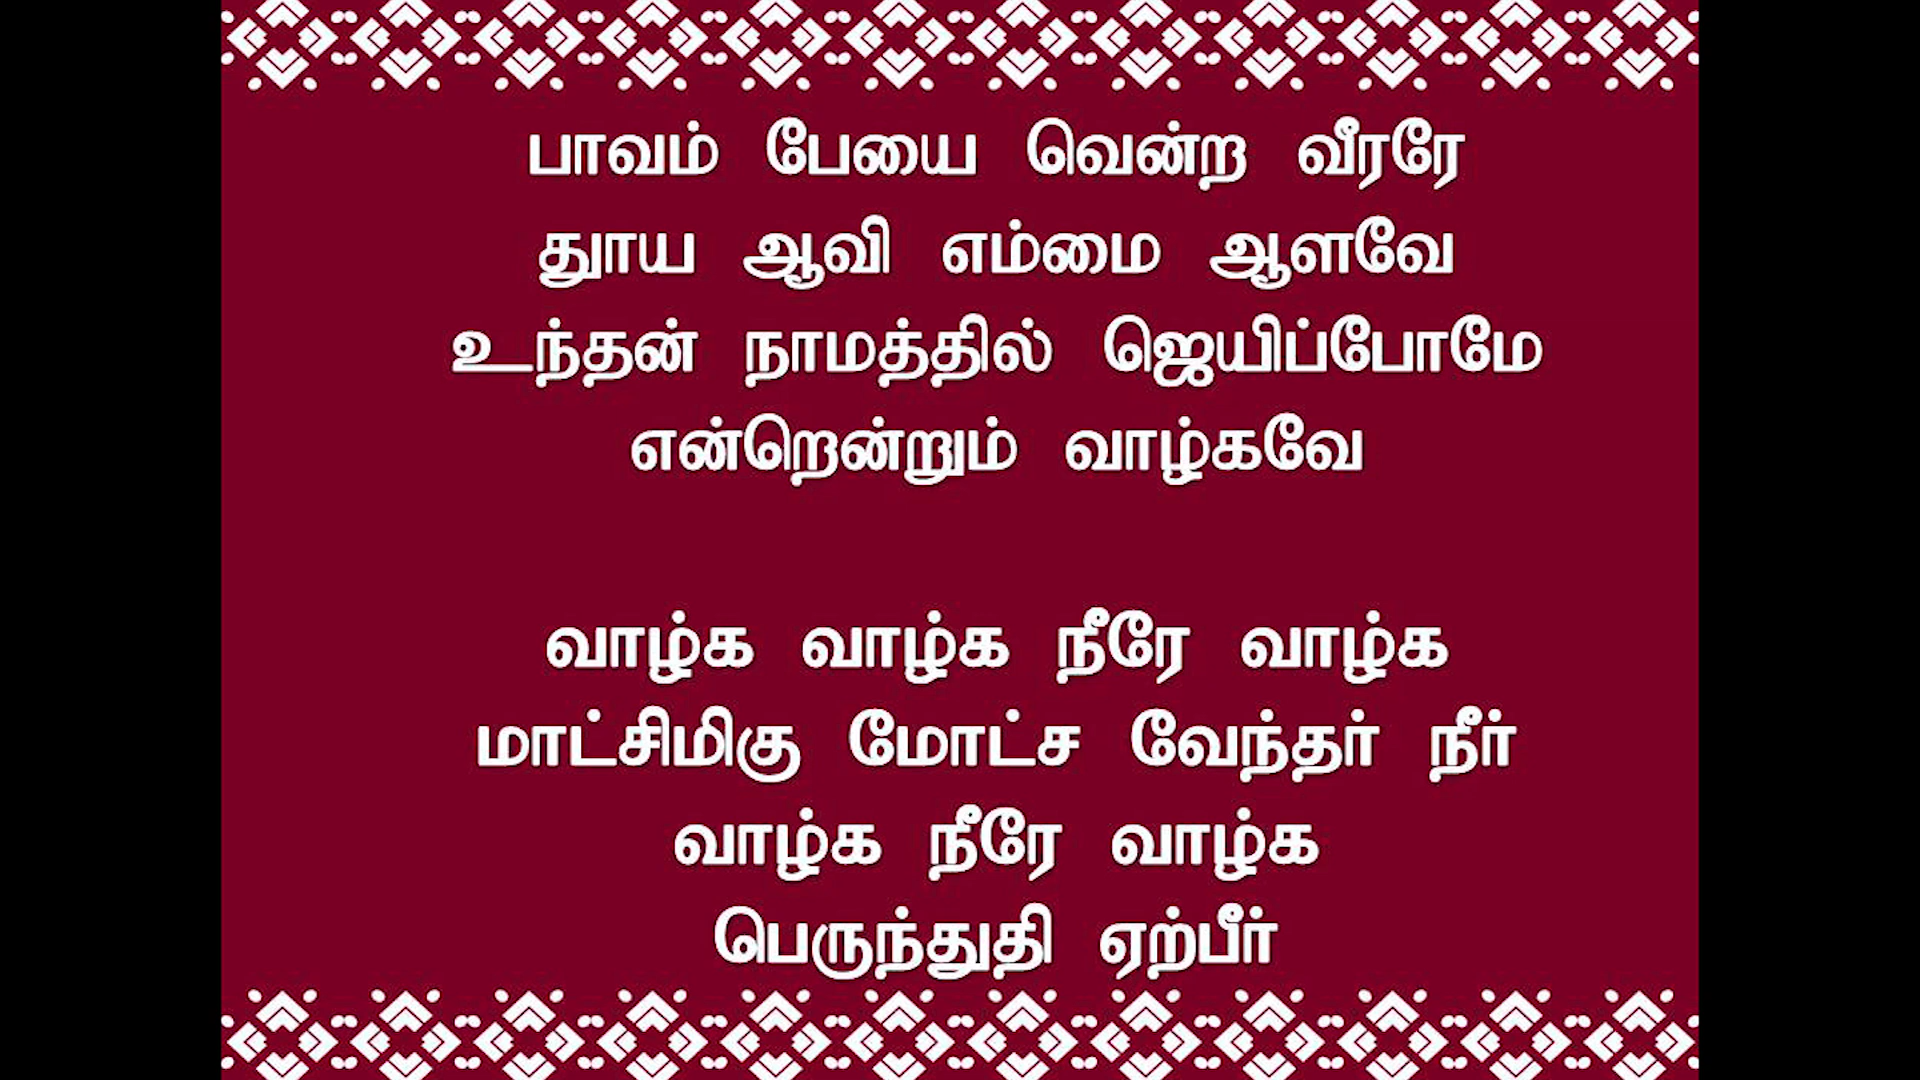 பாவம் பேயை வென்ற வீரரே
தூய ஆவி எம்மை ஆளவே
உந்தன் நாமத்தில் ஜெயிப்போமே
என்றென்றும் வாழ்கவே
வாழ்க வாழ்க நீரே வாழ்க
மாட்சிமிகு மோட்ச வேந்தர் நீர்
வாழ்க நீரே வாழ்க
பெருந்துதி ஏற்பீர்